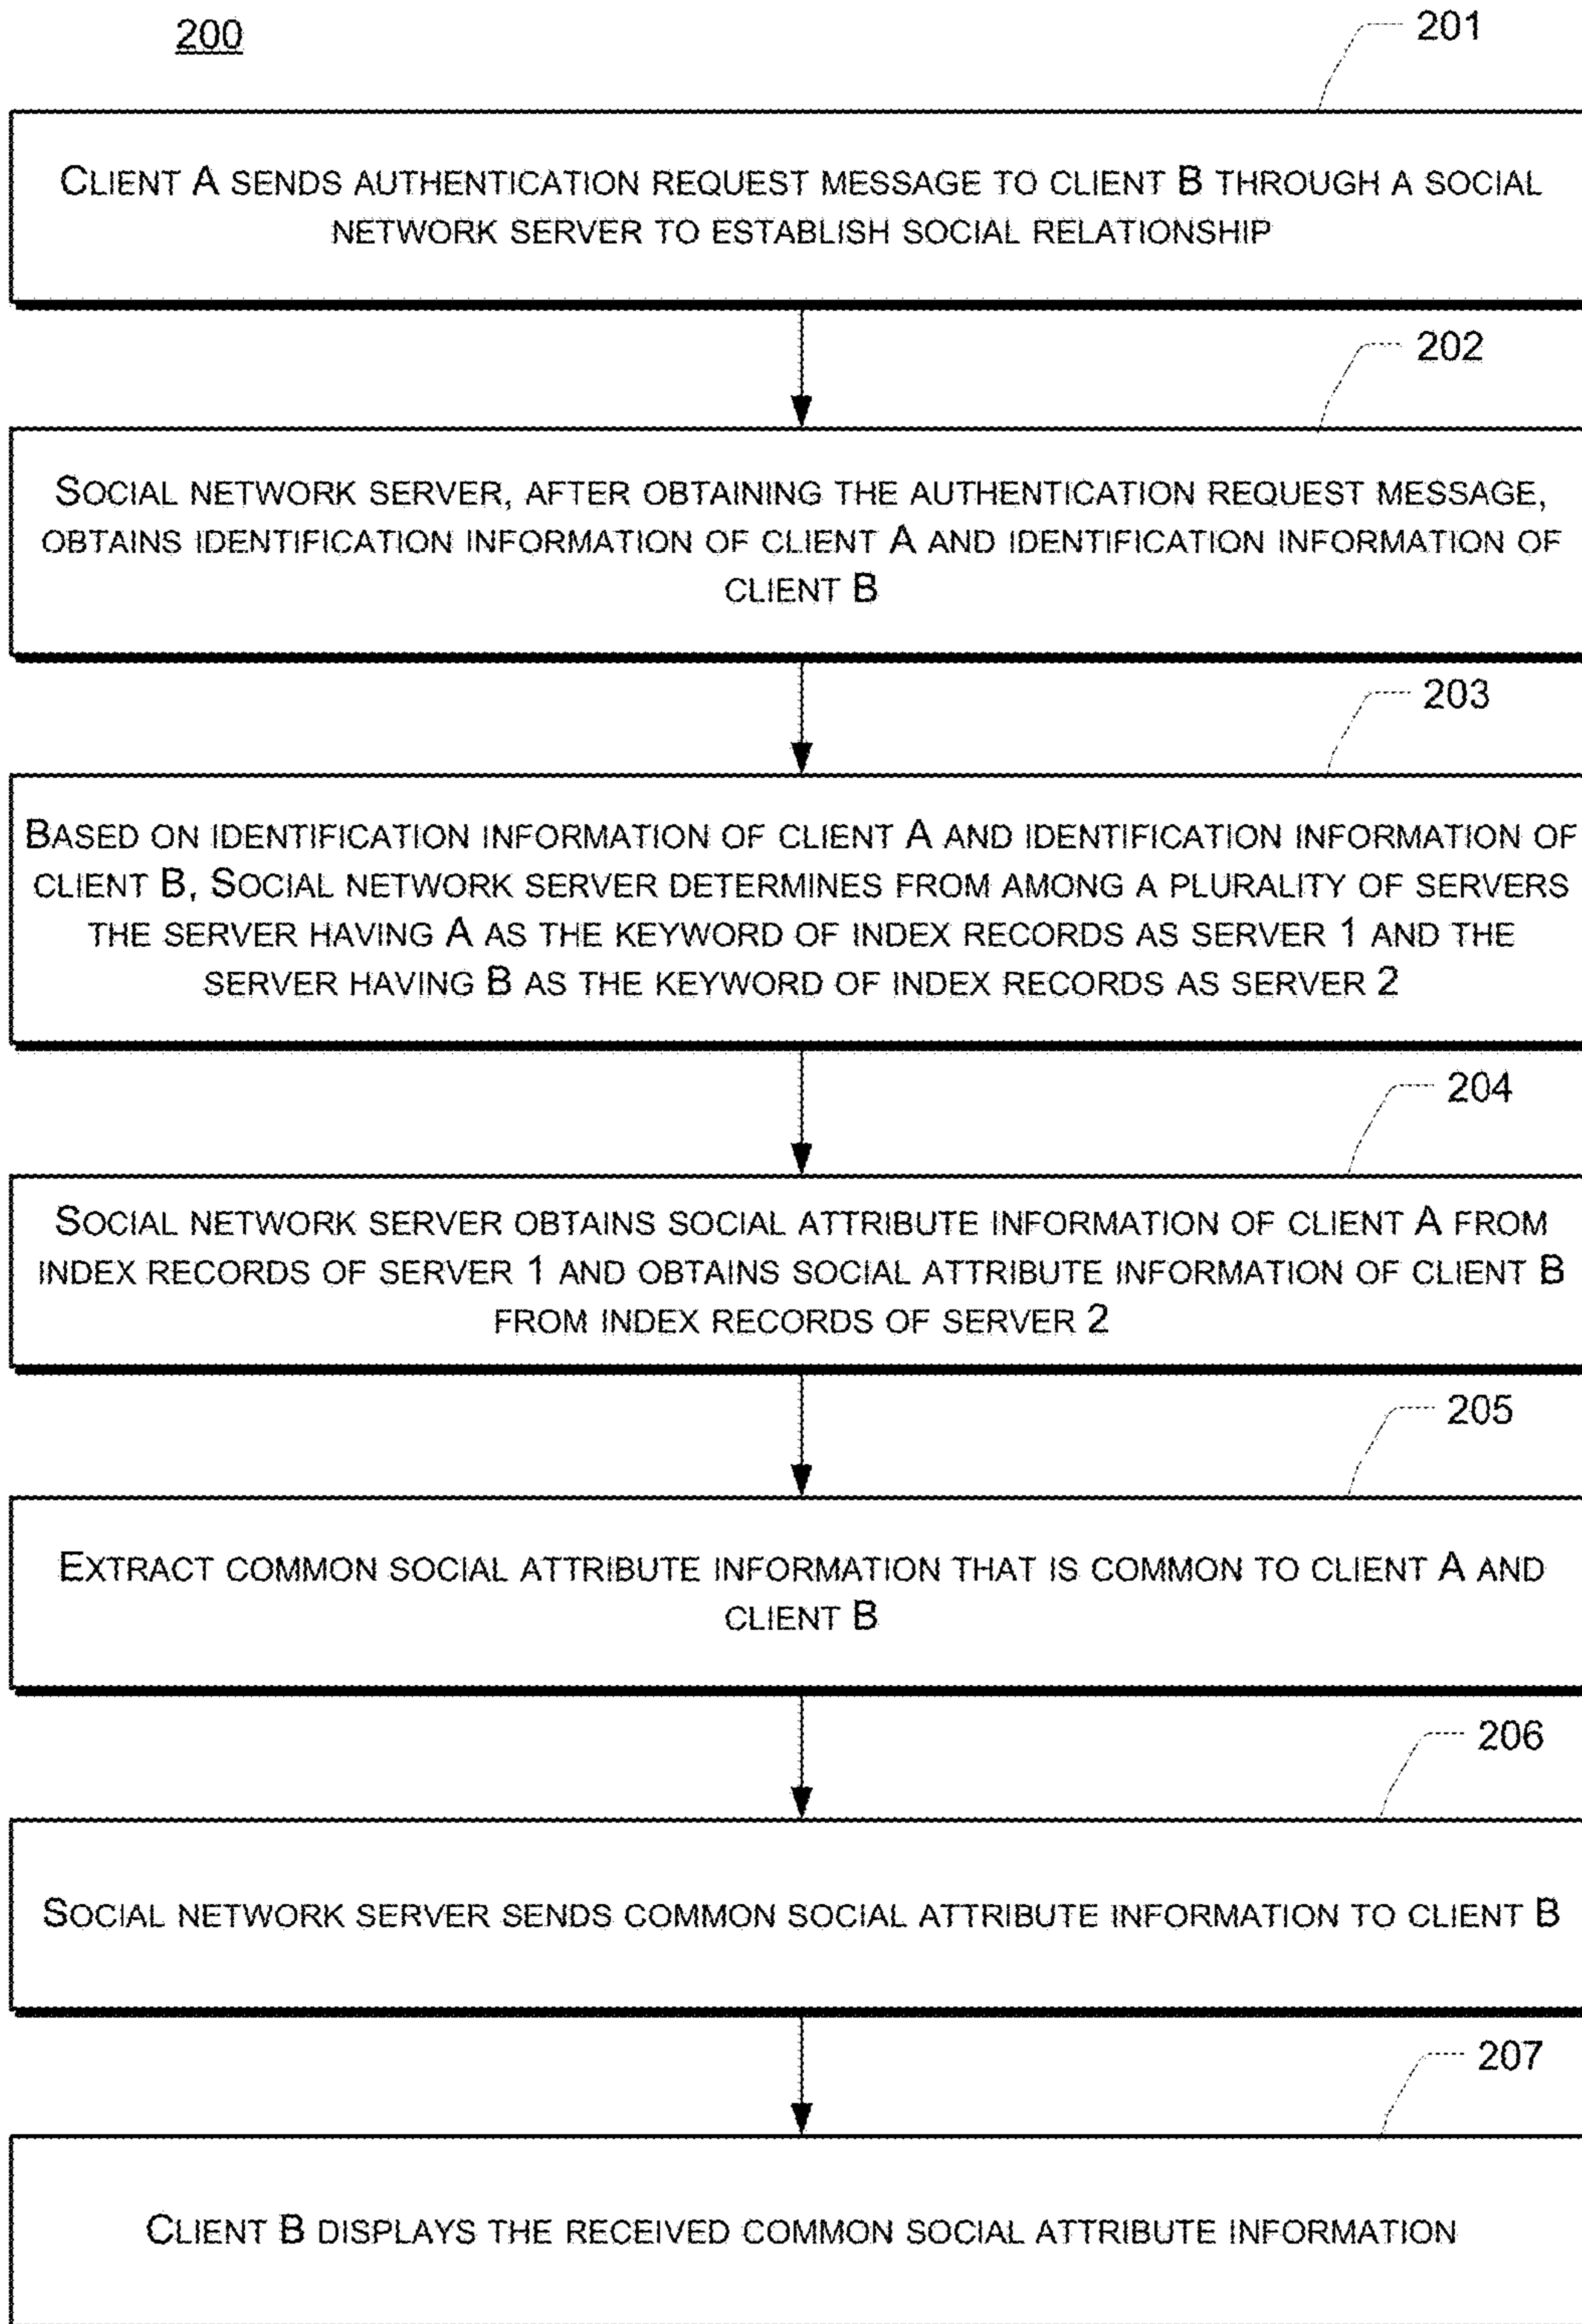 200
201
Client A sends authentication request message to client B through a social
network server to establish social relationship
202
Social network server, after obtaining the authentication request message,
obtains identification information of client A and identification information of
client B
203
Based on identification information of client A and identification information of
client B, Social network server determines from among a plurality of servers
the server having A as the keyword of index records as server 1 and the
server having B as the keyword of index records as server 2
204
Social network server obtains social attribute information of client A from
index records of server 1 and obtains social attribute information of client B
from index records of server 2
205
Extract common social attribute information that is common to client A and
client B
206
Social network server sends common social attribute information to client B
207
Client B displays the received common social attribute information